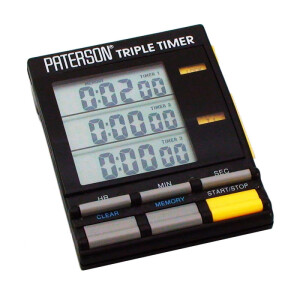 PATERSON® TRIPLE TIMER
TIMER 1
0:02 00
TIMER 2
0:00 00
TIMER 3
0:00 00
HR MIN SEC
CLEAR MEMORY START/STOP